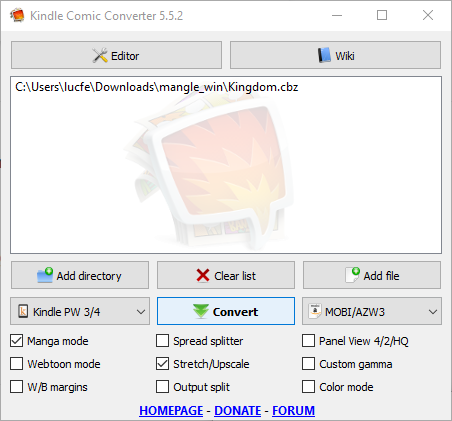 Kindle Comic Converter 5.5.2
Editor
Wiki
C:\Users\lucfe\Downloads\mangle_win\Kingdom.cbz
Add directory
Clear list
Add file
Kindle PW 3/4
Convert
MOBI/AZW3
Manga mode
Spread splitter
Panel View 4/2/HQ
Webtoon mode
Stretch/Upscale
Custom gamma
W/B margins
Output split
Color mode
HOMEPAGE - DONATE - FORUM